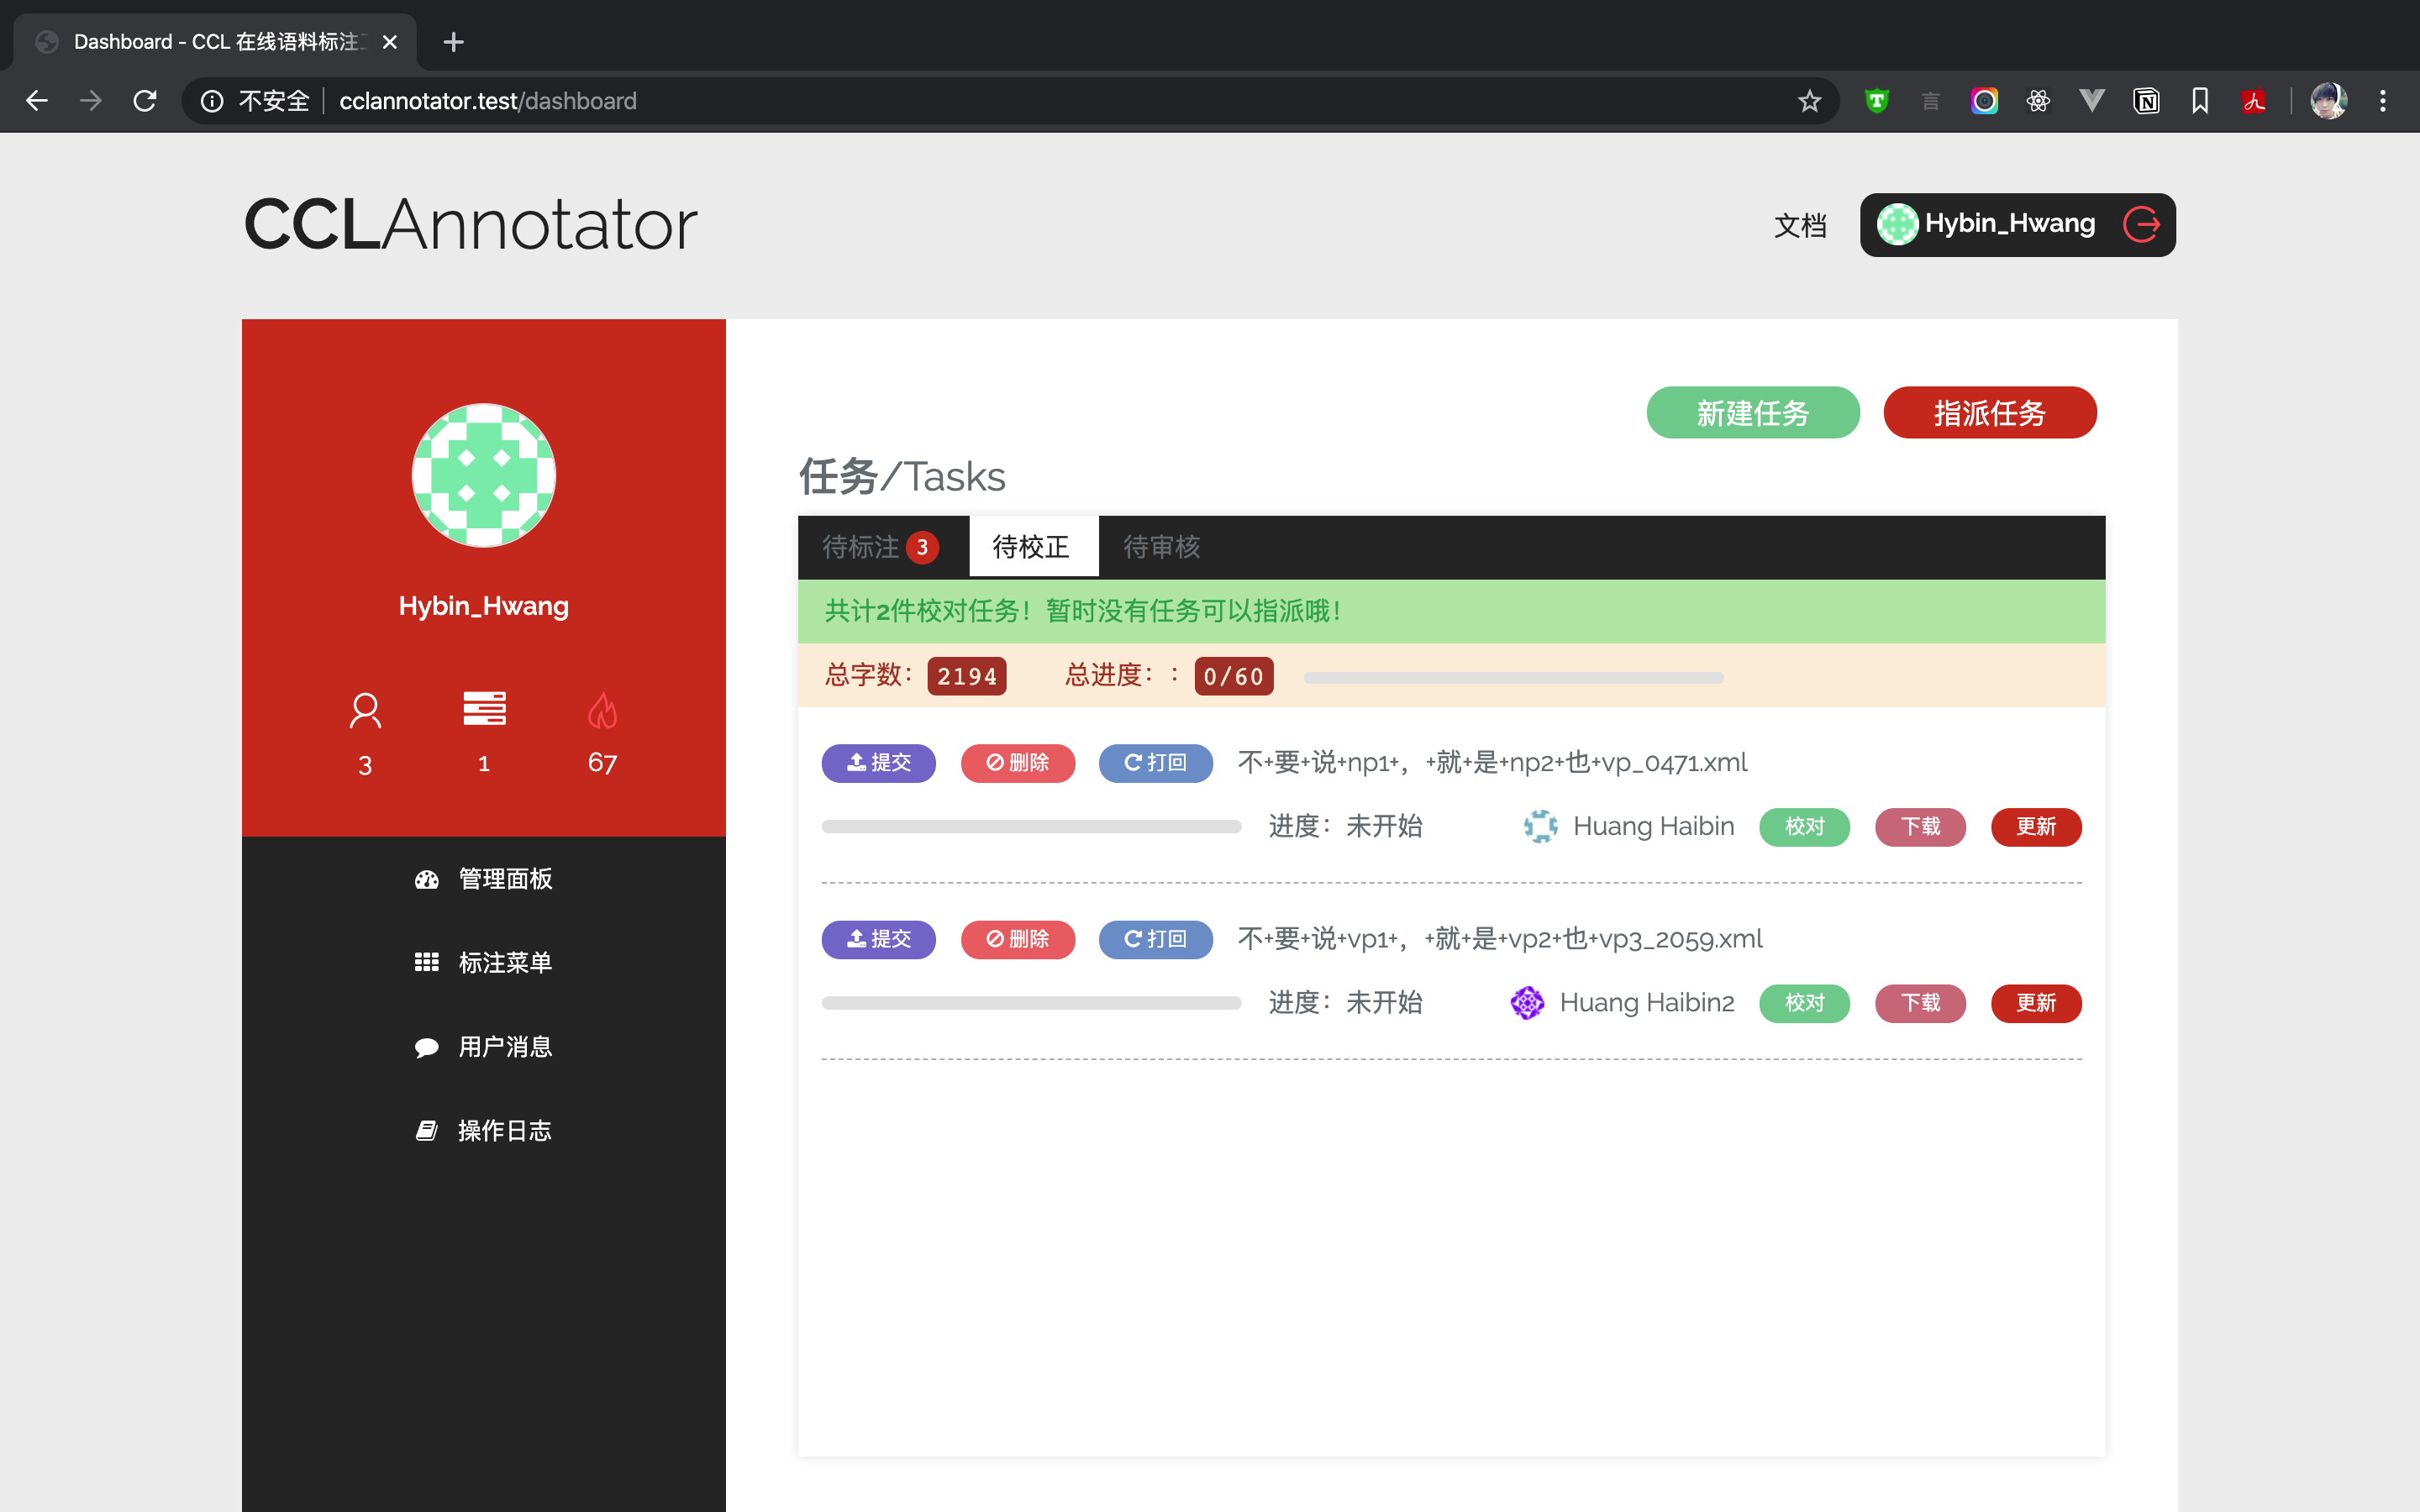 Dashboard - CCL 在线语料标注
不安全 cclannotator.test/dashboard
CCLAnnotator
文档 Hybin_Hwang
Hybin_Hwang
3 1 67
管理面板
标注菜单
用户消息
操作日志
新建任务 指派任务
任务/Tasks
待标注 3 待校正 待审核
共计2件校对任务！暂时没有任务可以指派哦！
总字数： 2194 总进度：: 0/60
提交 删除 打回 不+要+说+np1+，+就+是+np2+也+vp_0471.xml
进度：未开始 Huang Haibin 校对 下载 更新
提交 删除 打回 不+要+说+vp1+，+就+是+vp2+也+vp3_2059.xml
进度：未开始 Huang Haibin2 校对 下载 更新